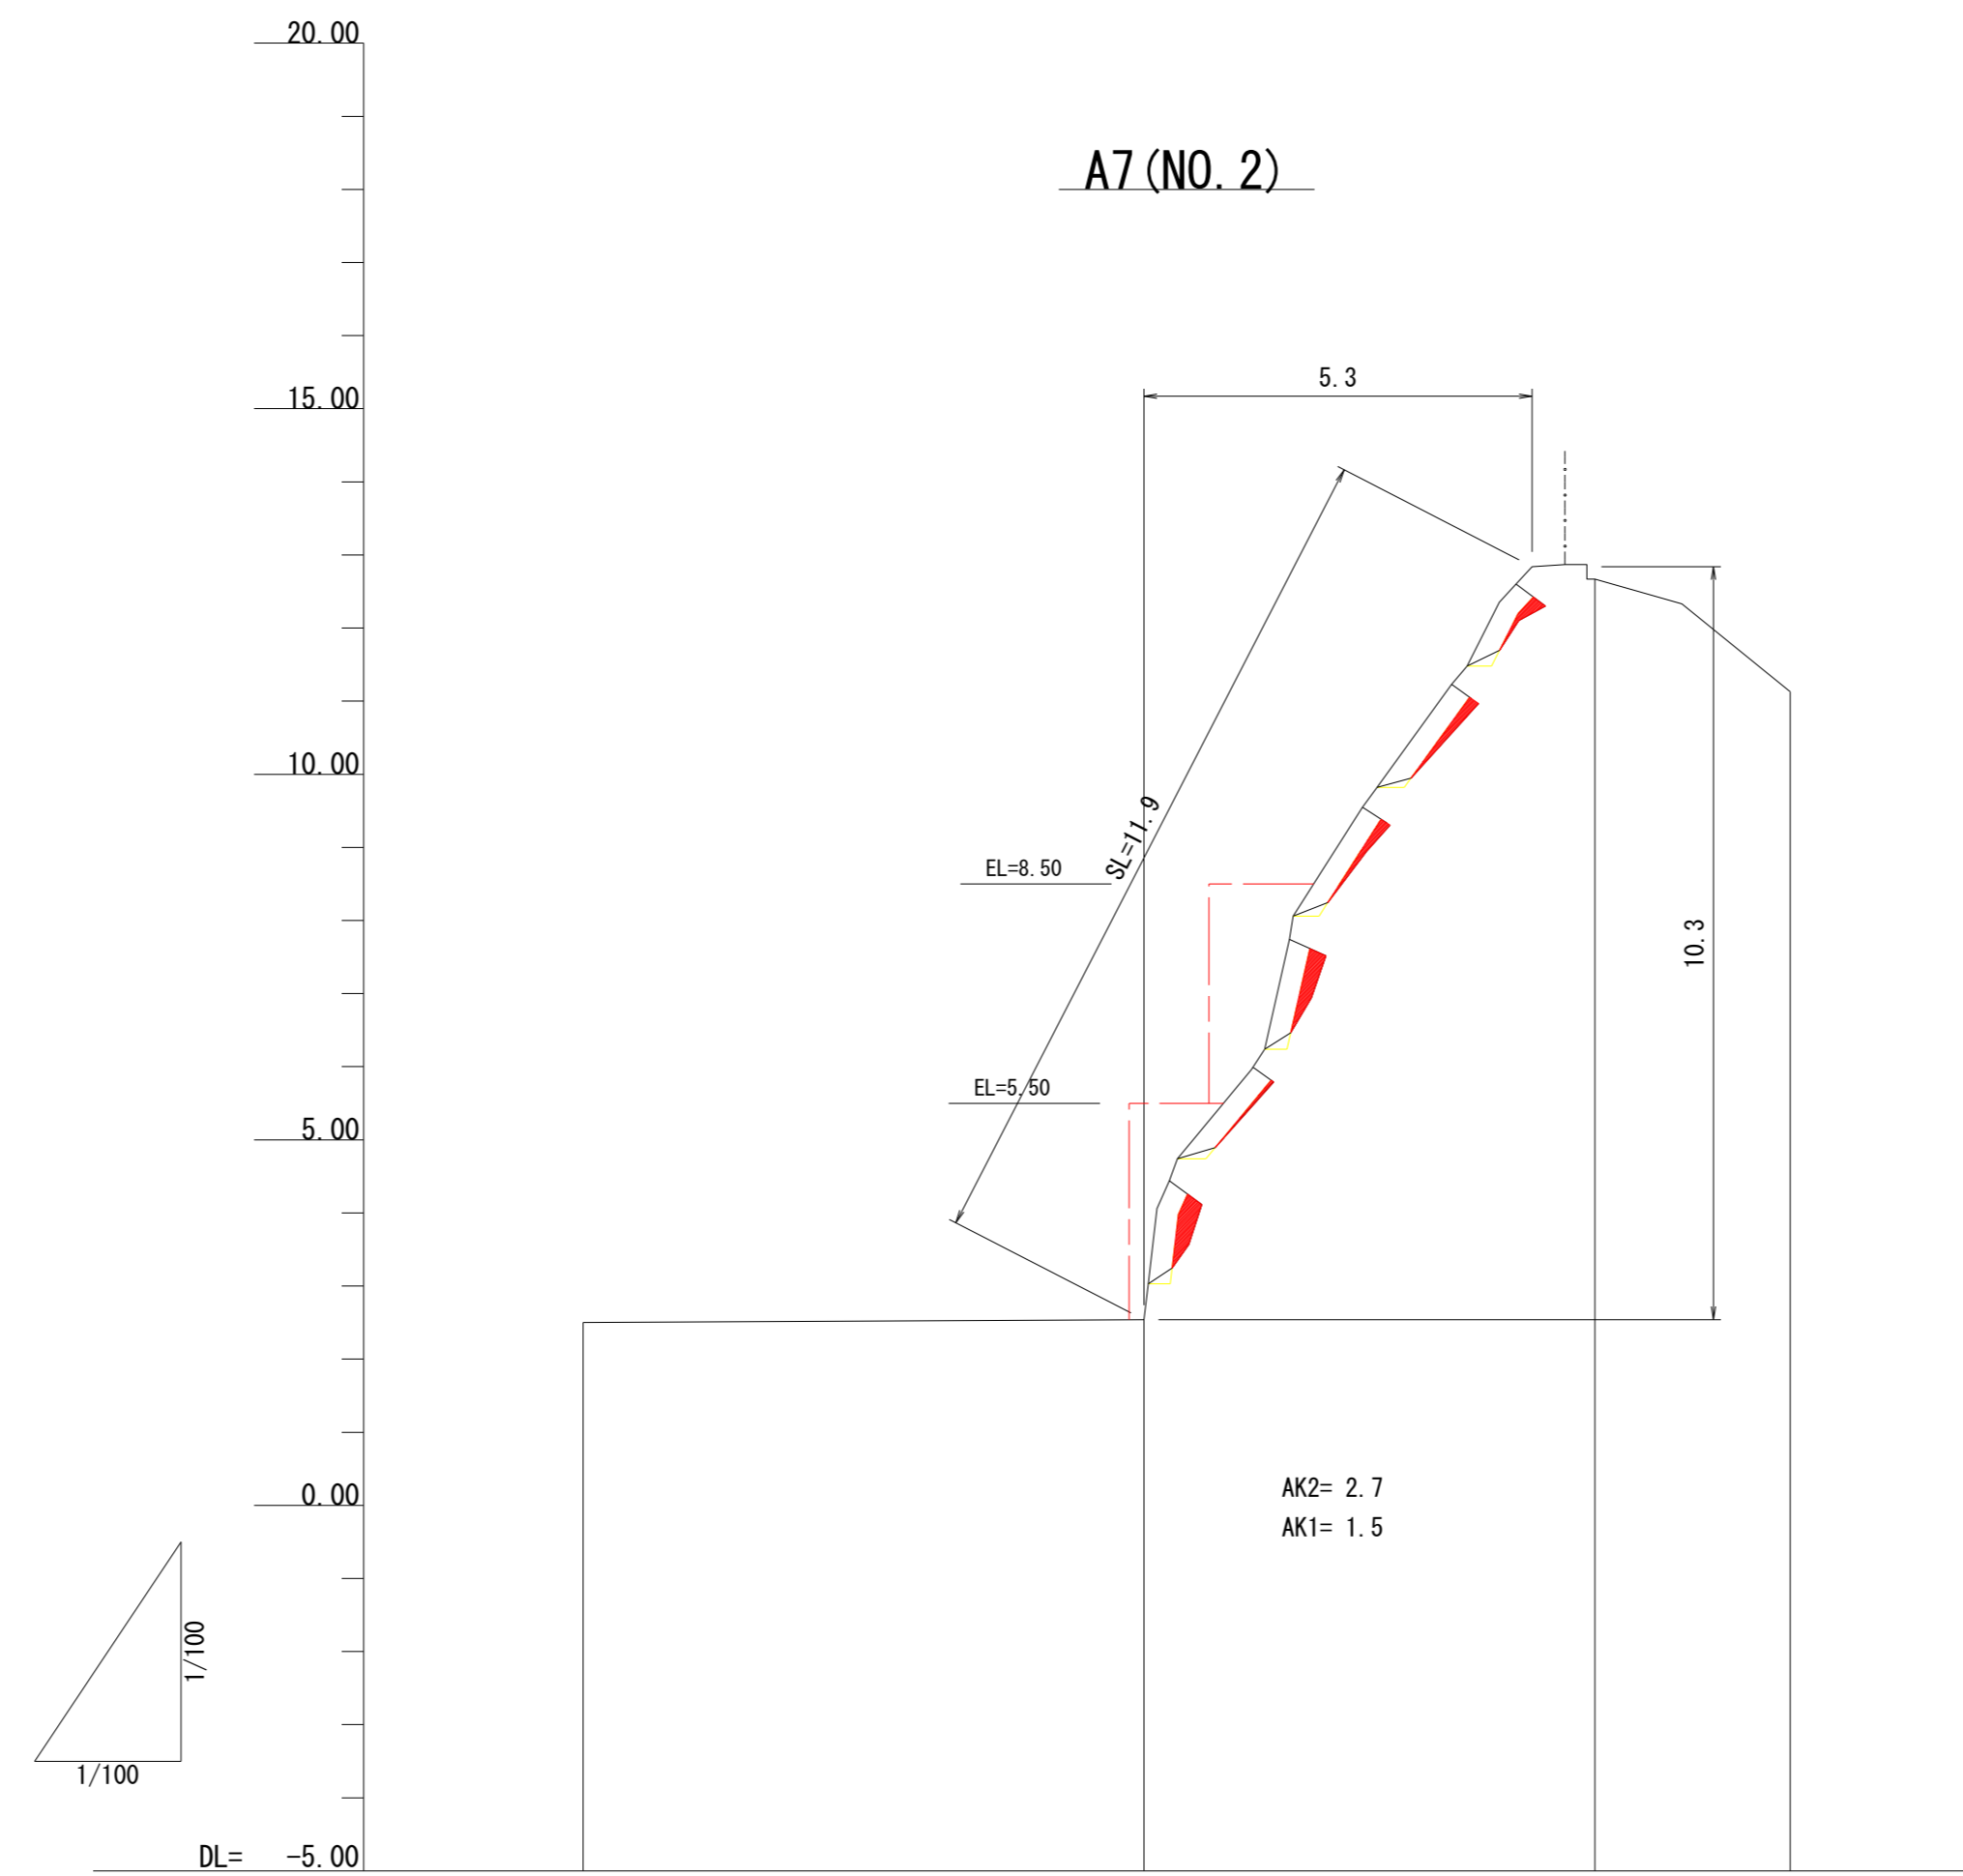 20.00
A7(NO.2)
5.3
15.00
10.00
SL=11.9
EL=8.50
10.3
EL=5.50
5.00
0.00
AK2= 2.7
AK1= 1.5
1/100
1/100
DL= -5.00